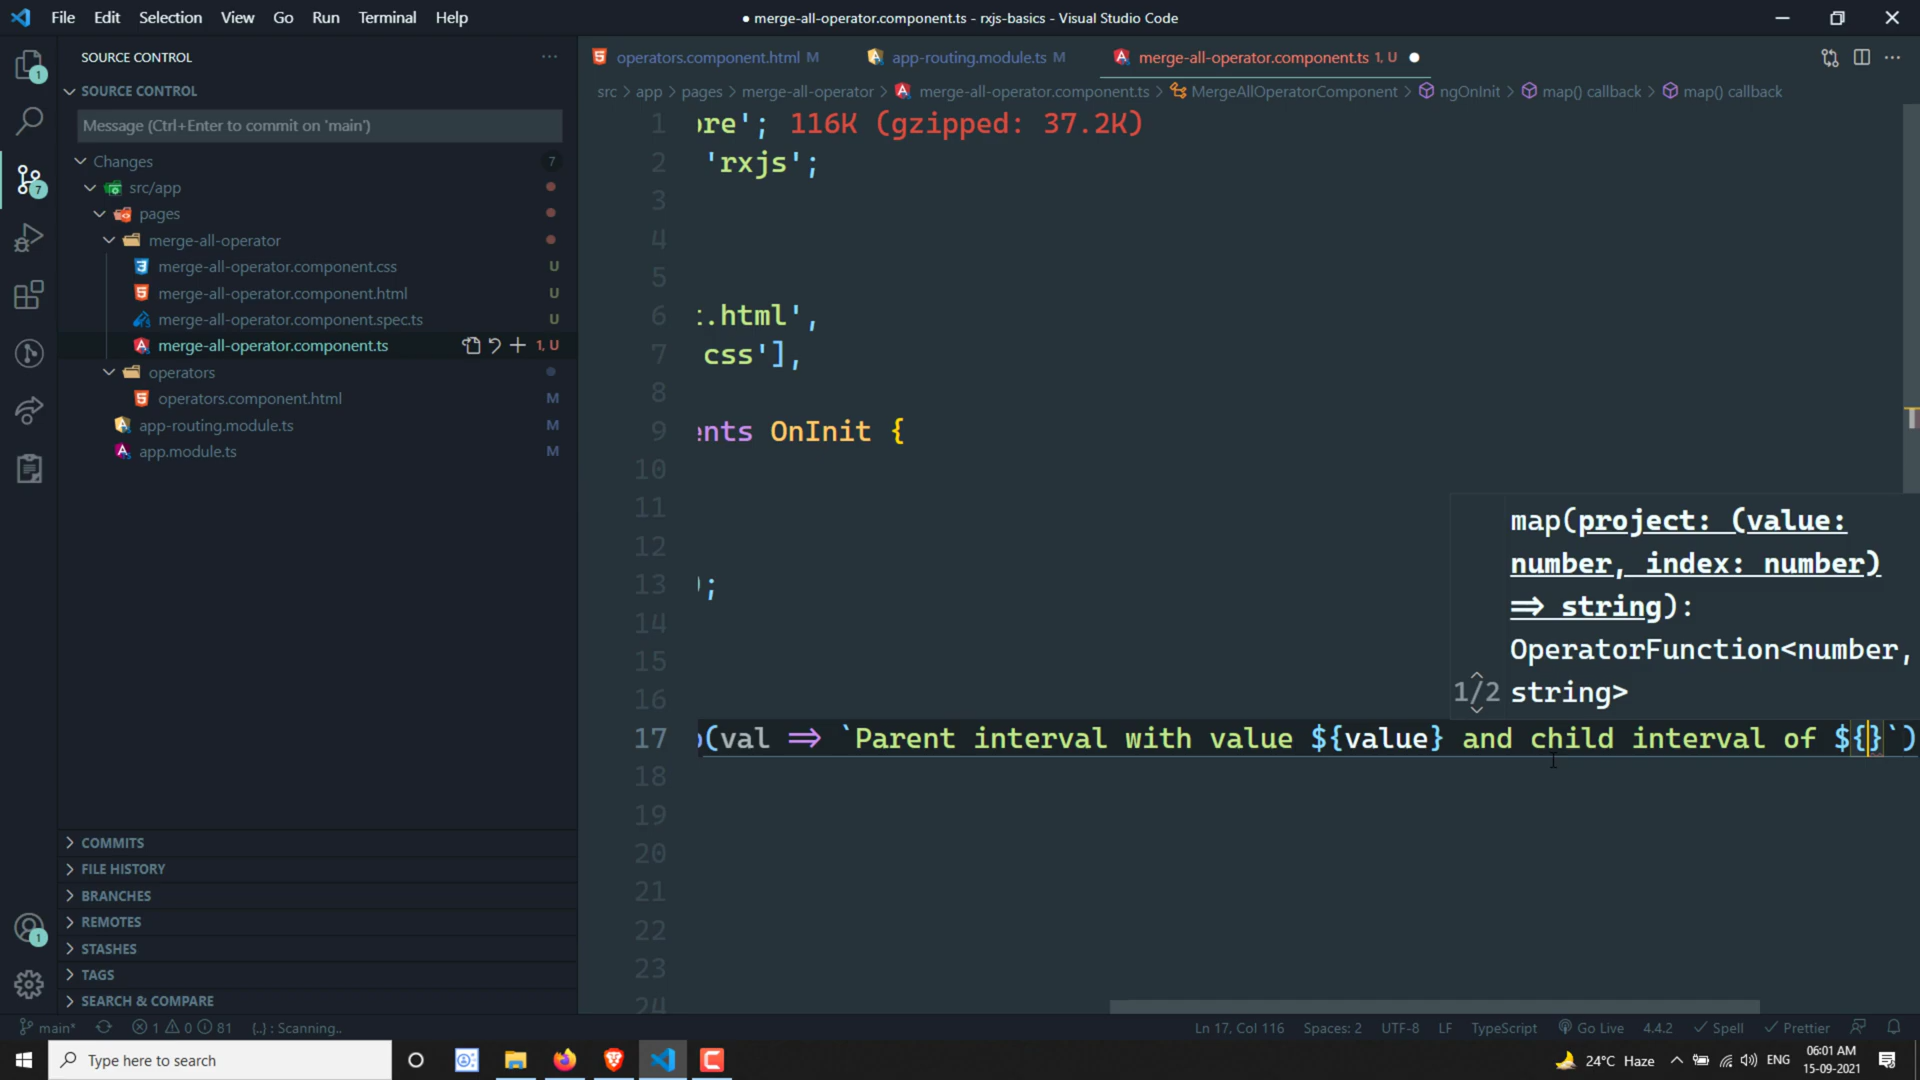 File Edit Selection View Go Run Terminal Help
● merge-all-operator.component.ts - rxjs-basics - Visual Studio Code
SOURCE CONTROL
operators.component.html M
app-routing.module.ts M
merge-all-operator.component.ts 1, U
SOURCE CONTROL
src > app > pages > merge-all-operator > merge-all-operator.component.ts > MergeAllOperatorComponent > ngOnInit > map() callback > map() callback
Message (Ctrl+Enter to commit on 'main')
Changes 7
src/app
pages
merge-all-operator
merge-all-operator.component.css U
merge-all-operator.component.html U
merge-all-operator.component.spec.ts U
merge-all-operator.component.ts 1, U
operators
operators.component.html M
app-routing.module.ts M
app.module.ts M
COMMITS
FILE HISTORY
BRANCHES
REMOTES
STASHES
TAGS
SEARCH & COMPARE
1 ore'; 116K (gzipped: 37.2K)
2 'rxjs';
3
4
5
6 t.html',
7 css'],
8
9 ents OnInit {
10
11
12
13 );
14
15
16
17 p(val => `Parent interval with value ${value} and child interval of ${}`)
18
19
20
21
22
23
24
map(project: (value:
number, index: number)
=> string):
OperatorFunction<number,
1/2 string>
main* 1 0 81 {..} : Scanning..
Ln 17, Col 116 Spaces: 2 UTF-8 LF TypeScript Go Live 4.4.2 Spell Prettier
Type here to search
24°C Haze ENG
06:01 AM
15-09-2021